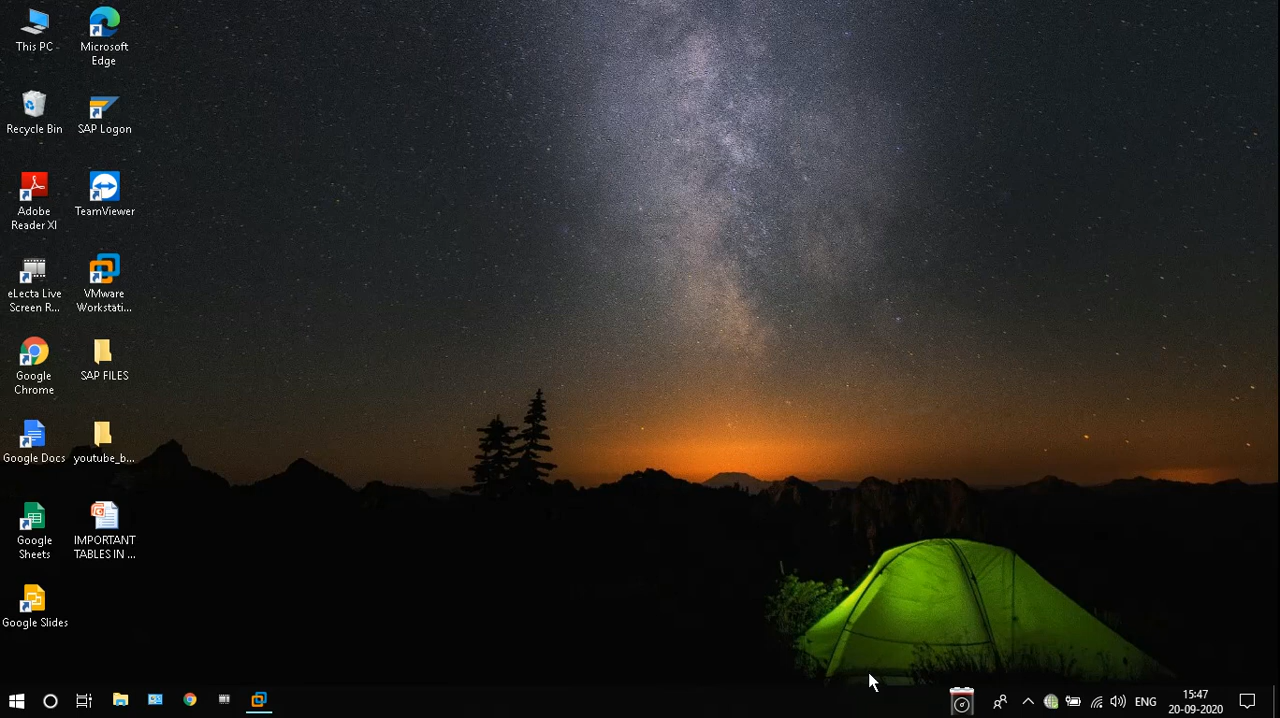 This PC
Microsoft
Edge
Recycle Bin
SAP Logon
Adobe
Reader XI
TeamViewer
eLecta Live
Screen R...
VMware
Workstati...
Google
Chrome
SAP FILES
Google Docs
youtube_b...
Google
Sheets
IMPORTANT
TABLES IN ...
Google Slides
ENG
15:47
20-09-2020